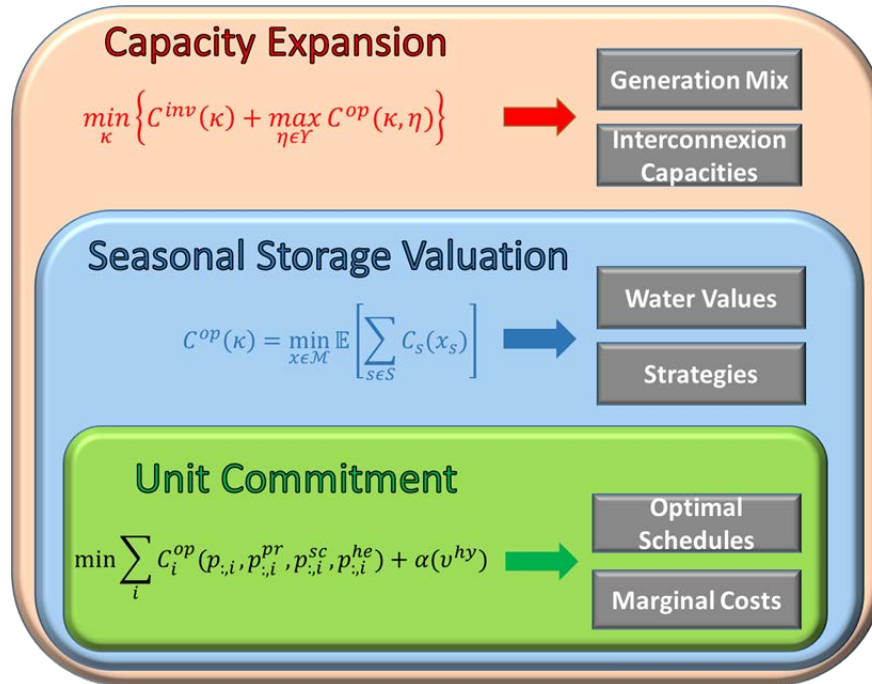 Capacity Expansion
min_κ {C^{inv}(κ) + max_{η∈Υ} C^{op}(κ, η)}
Generation Mix
Interconnexion
Capacities
Seasonal Storage Valuation
C^{op}(κ) = min_{x∈ℳ} 𝔼 [∑_{s∈S} C_s(x_s)]
Water Values
Strategies
Unit Commitment
min ∑_i C_i^{op}(p_{:,i}, p_{:,i}^{pr}, p_{:,i}^{sc}, p_{:,i}^{he}) + α(υ^{hy})
Optimal
Schedules
Marginal Costs